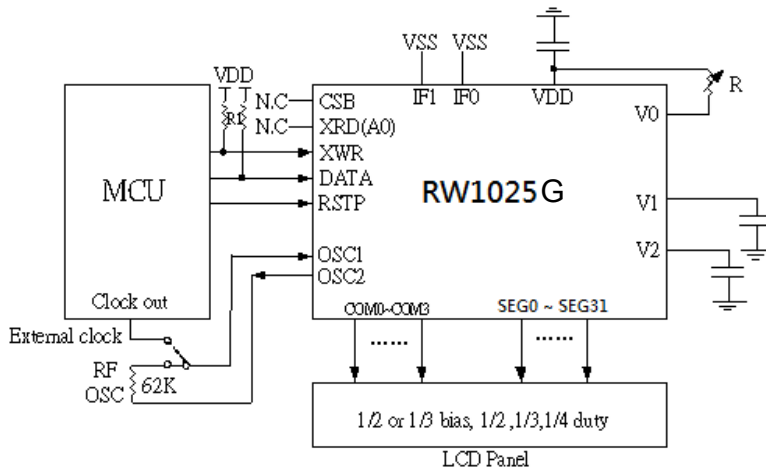 VSS VSS
VDD
N.C CSB IF1 IF0 VDD R
R1
N.C XRD(A0) V0
XWR
MCU DATA RW1025G
RSTP V1
OSC1 V2
OSC2
Clock out COM0~COM3 SEG0 ~ SEG31
External clock ...... ......
RF
OSC 62K
1/2 or 1/3 bias, 1/2 ,1/3,1/4 duty
LCD Panel